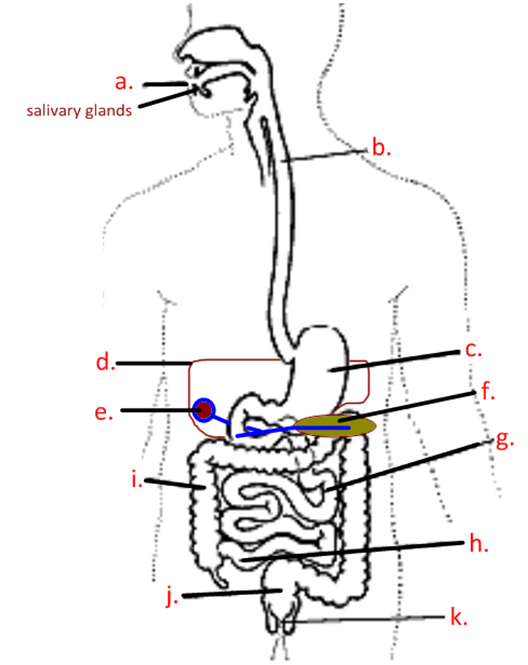 a.
salivary glands
b.
c.
d.
e.
f.
g.
i.
h.
j.
k.